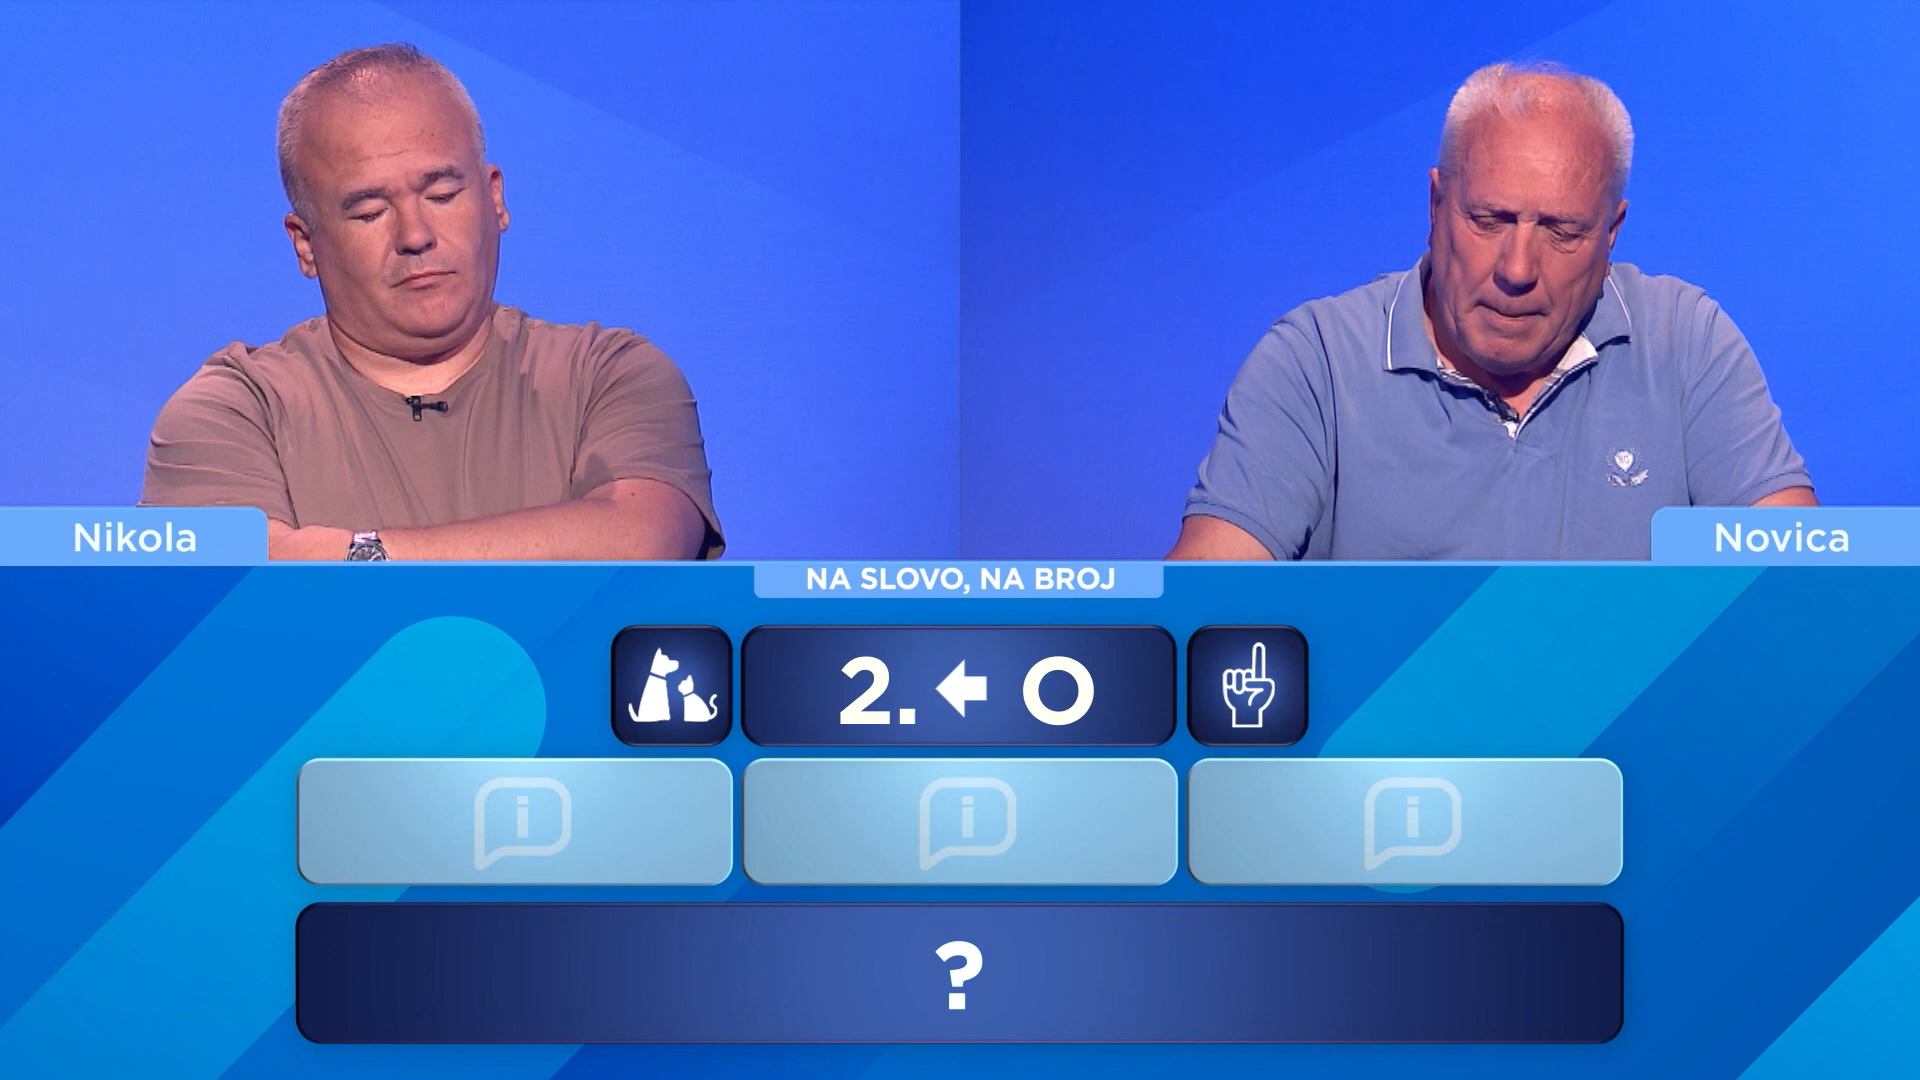 Nikola
Novica
NA SLOVO, NA BROJ
2. ← O
i
i
i
?